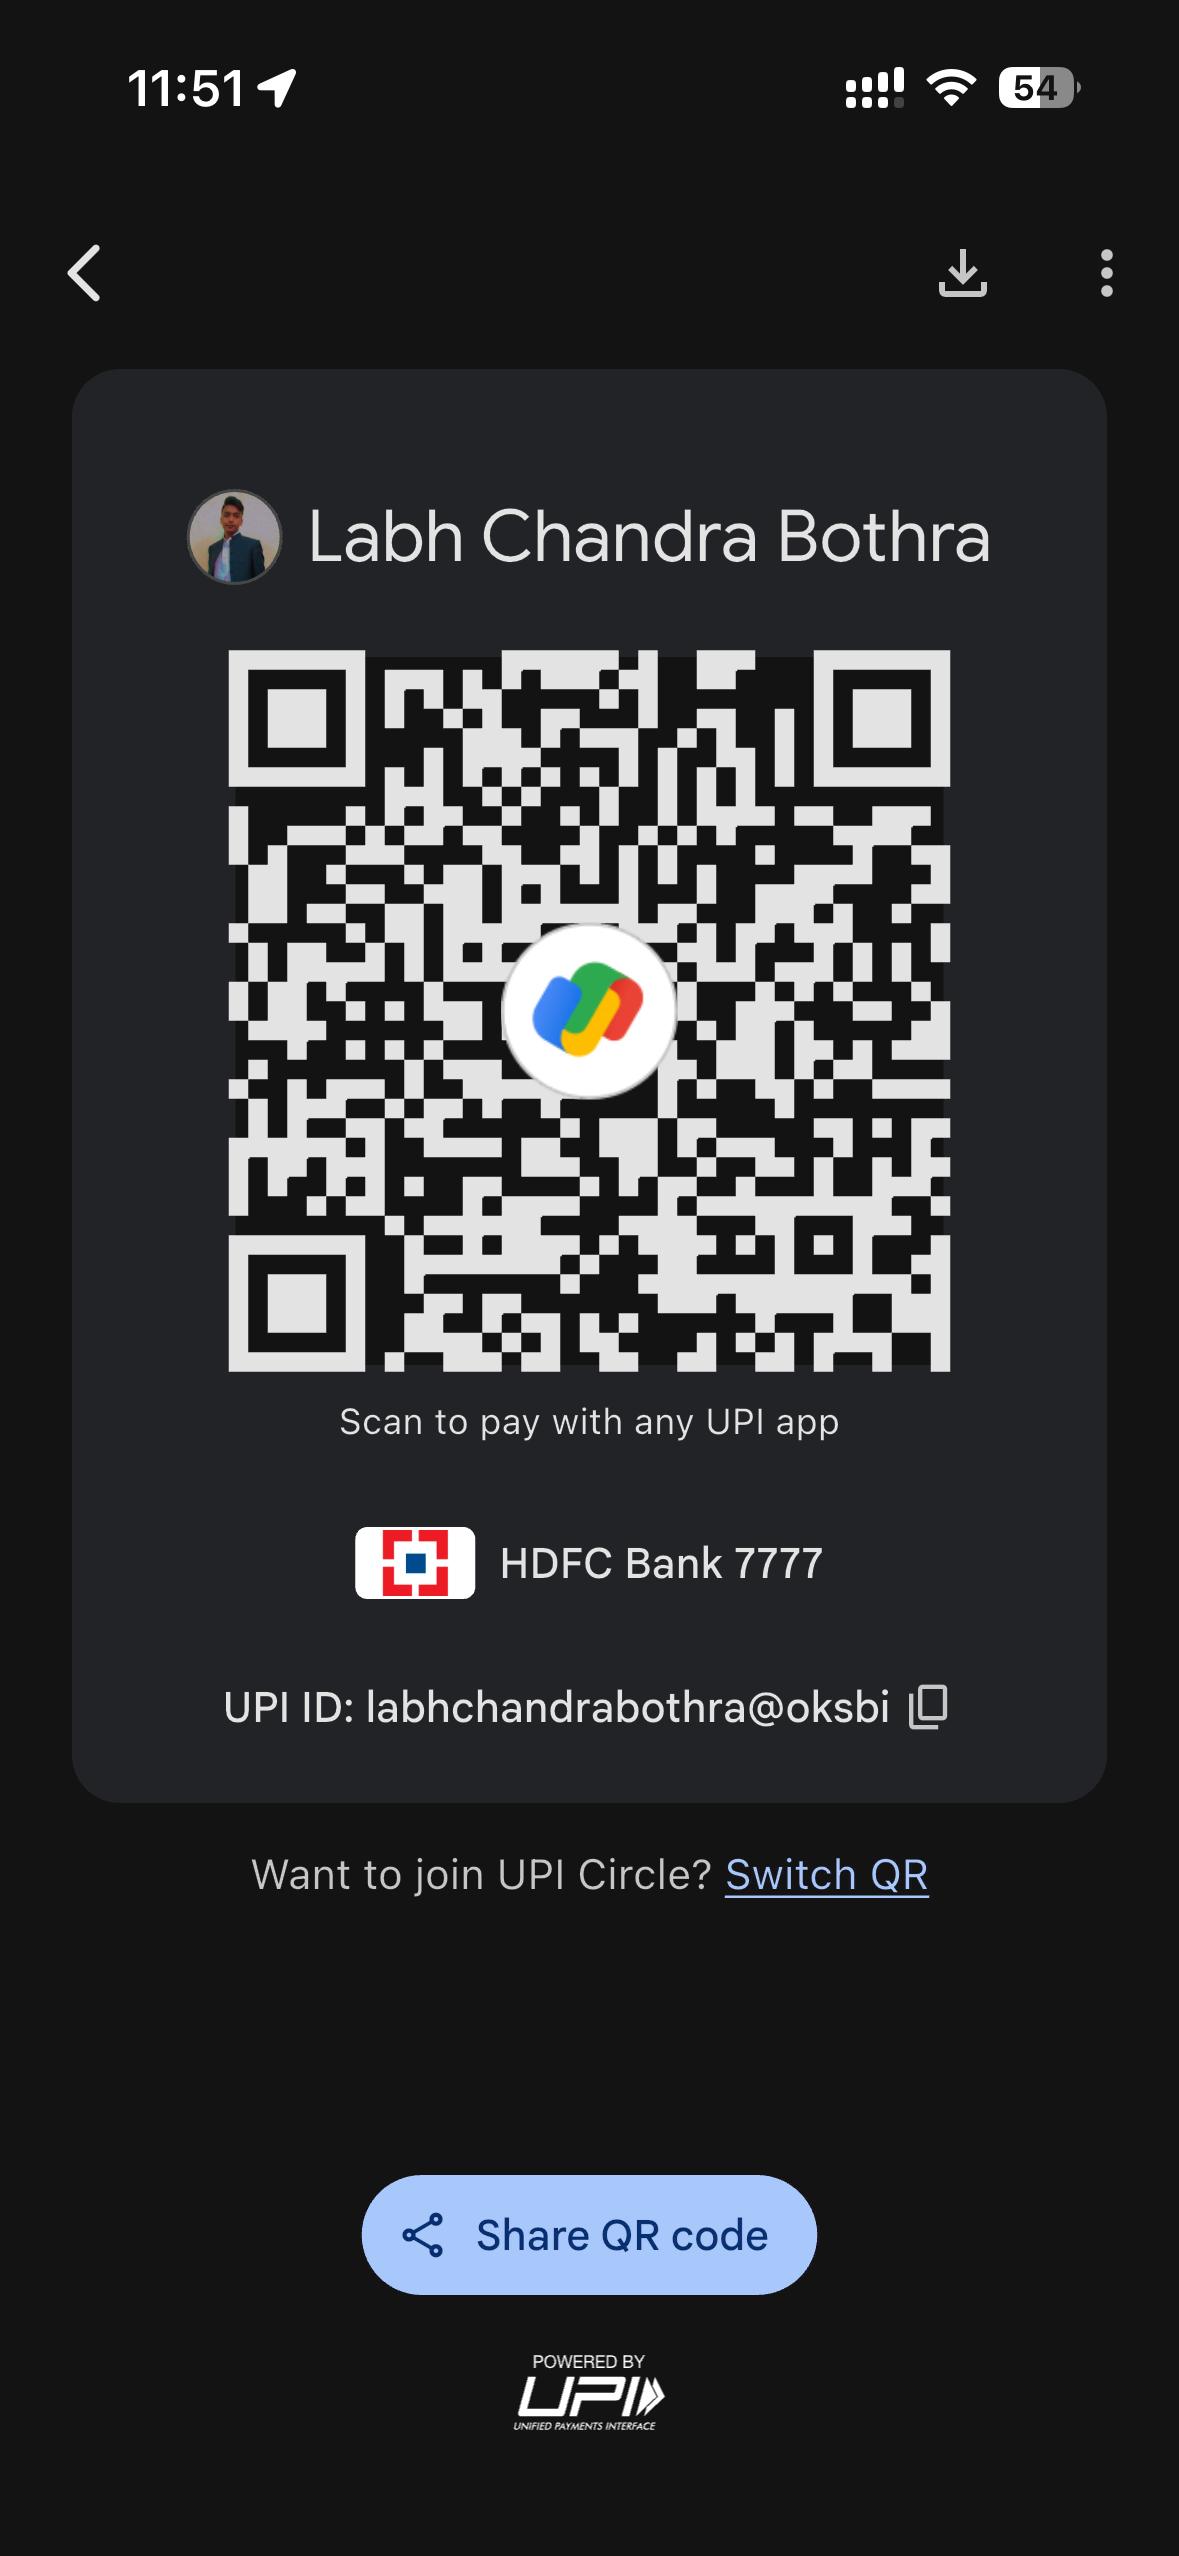 11:51
54
Labh Chandra Bothra
Scan to pay with any UPI app
HDFC Bank 7777
UPI ID: labhchandrabothra@oksbi
Want to join UPI Circle? Switch QR
Share QR code
POWERED BY
UPI
UNIFIED PAYMENTS INTERFACE